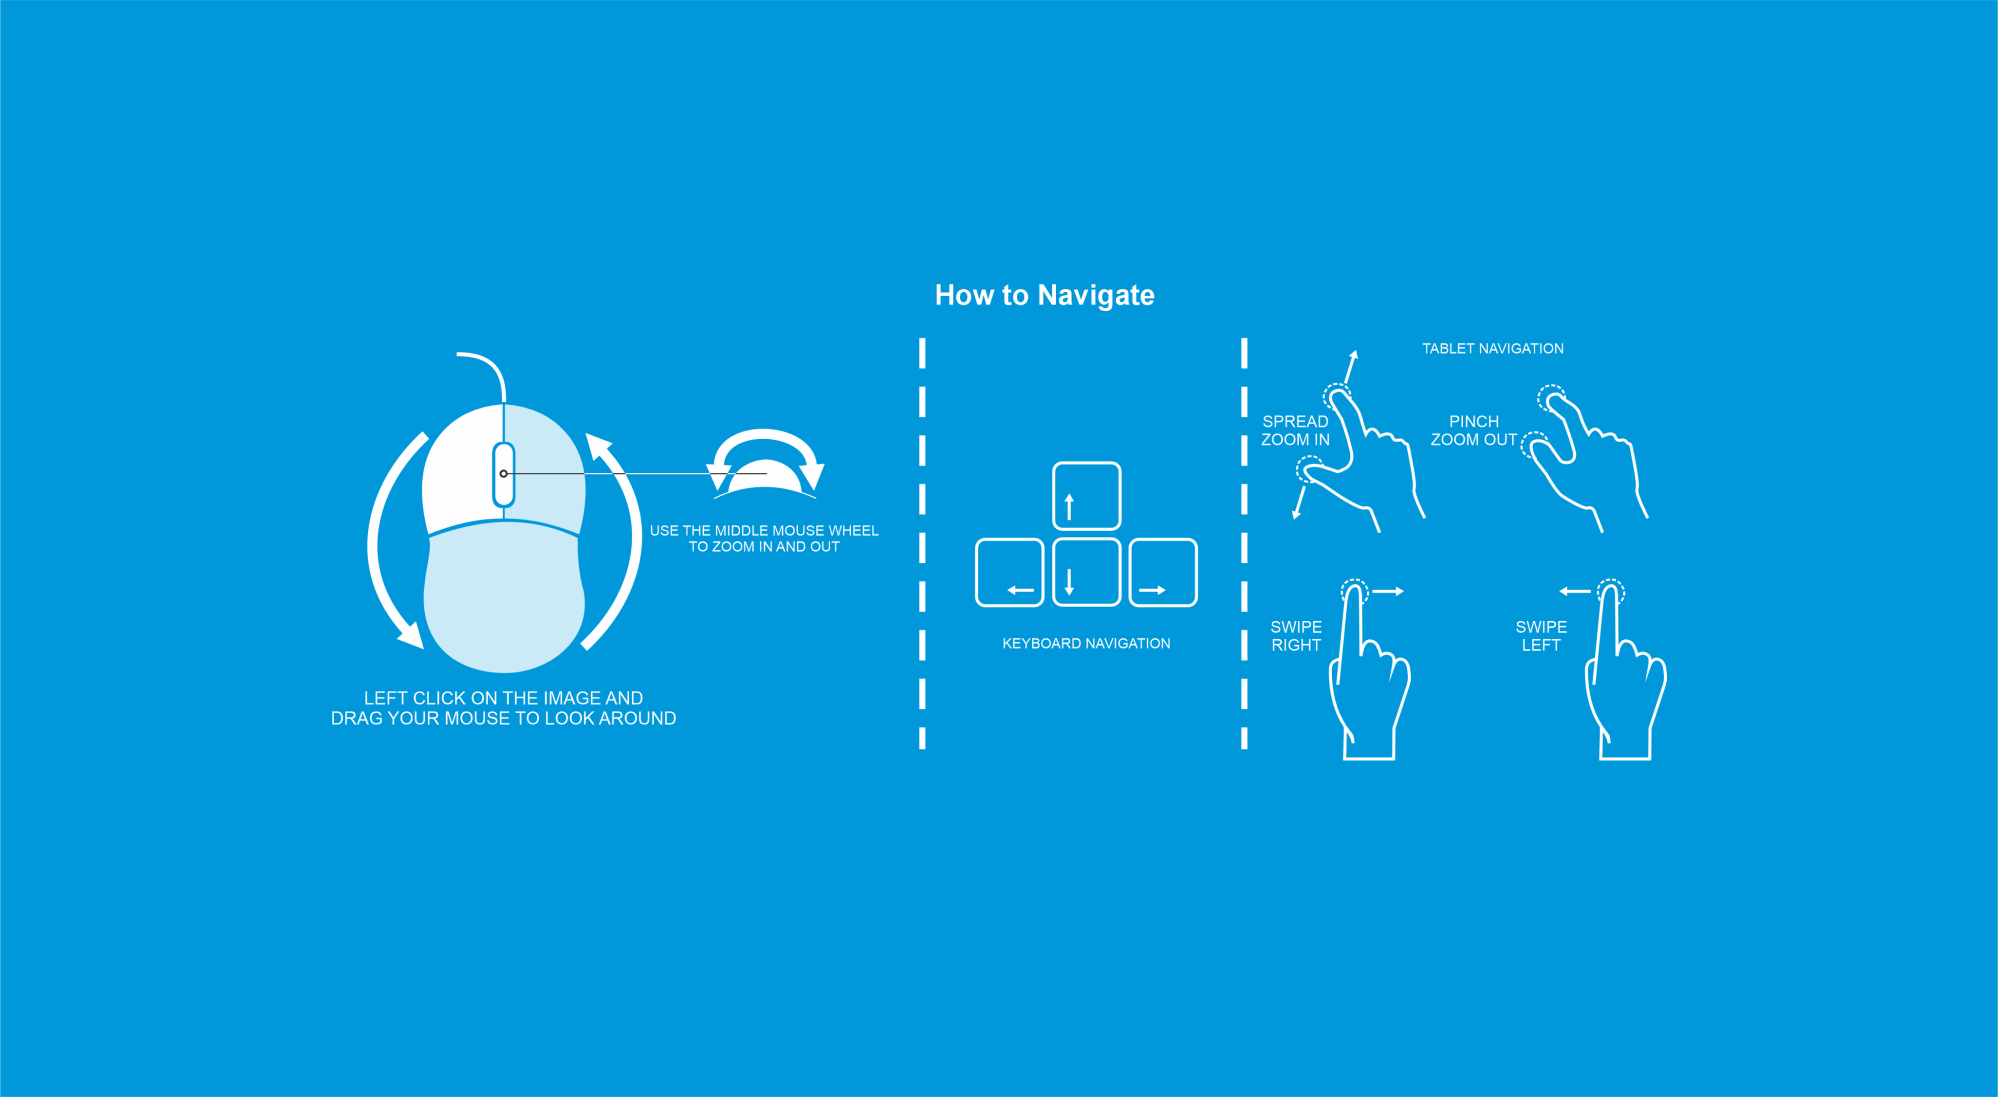 How to Navigate
USE THE MIDDLE MOUSE WHEEL
TO ZOOM IN AND OUT
LEFT CLICK ON THE IMAGE AND
DRAG YOUR MOUSE TO LOOK AROUND
KEYBOARD NAVIGATION
TABLET NAVIGATION
SPREAD
ZOOM IN
PINCH
ZOOM OUT
SWIPE
RIGHT
SWIPE
LEFT